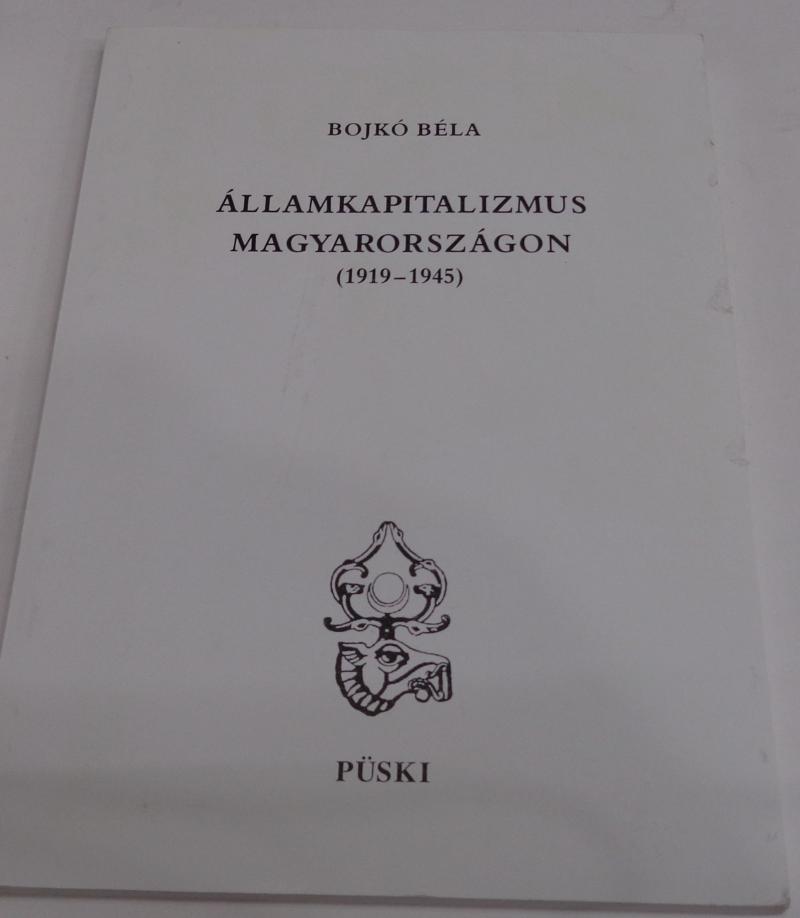 BOJKÓ BÉLA
ÁLLAMKAPITALIZMUS
MAGYARORSZÁGON
(1919–1945)
PÜSKI